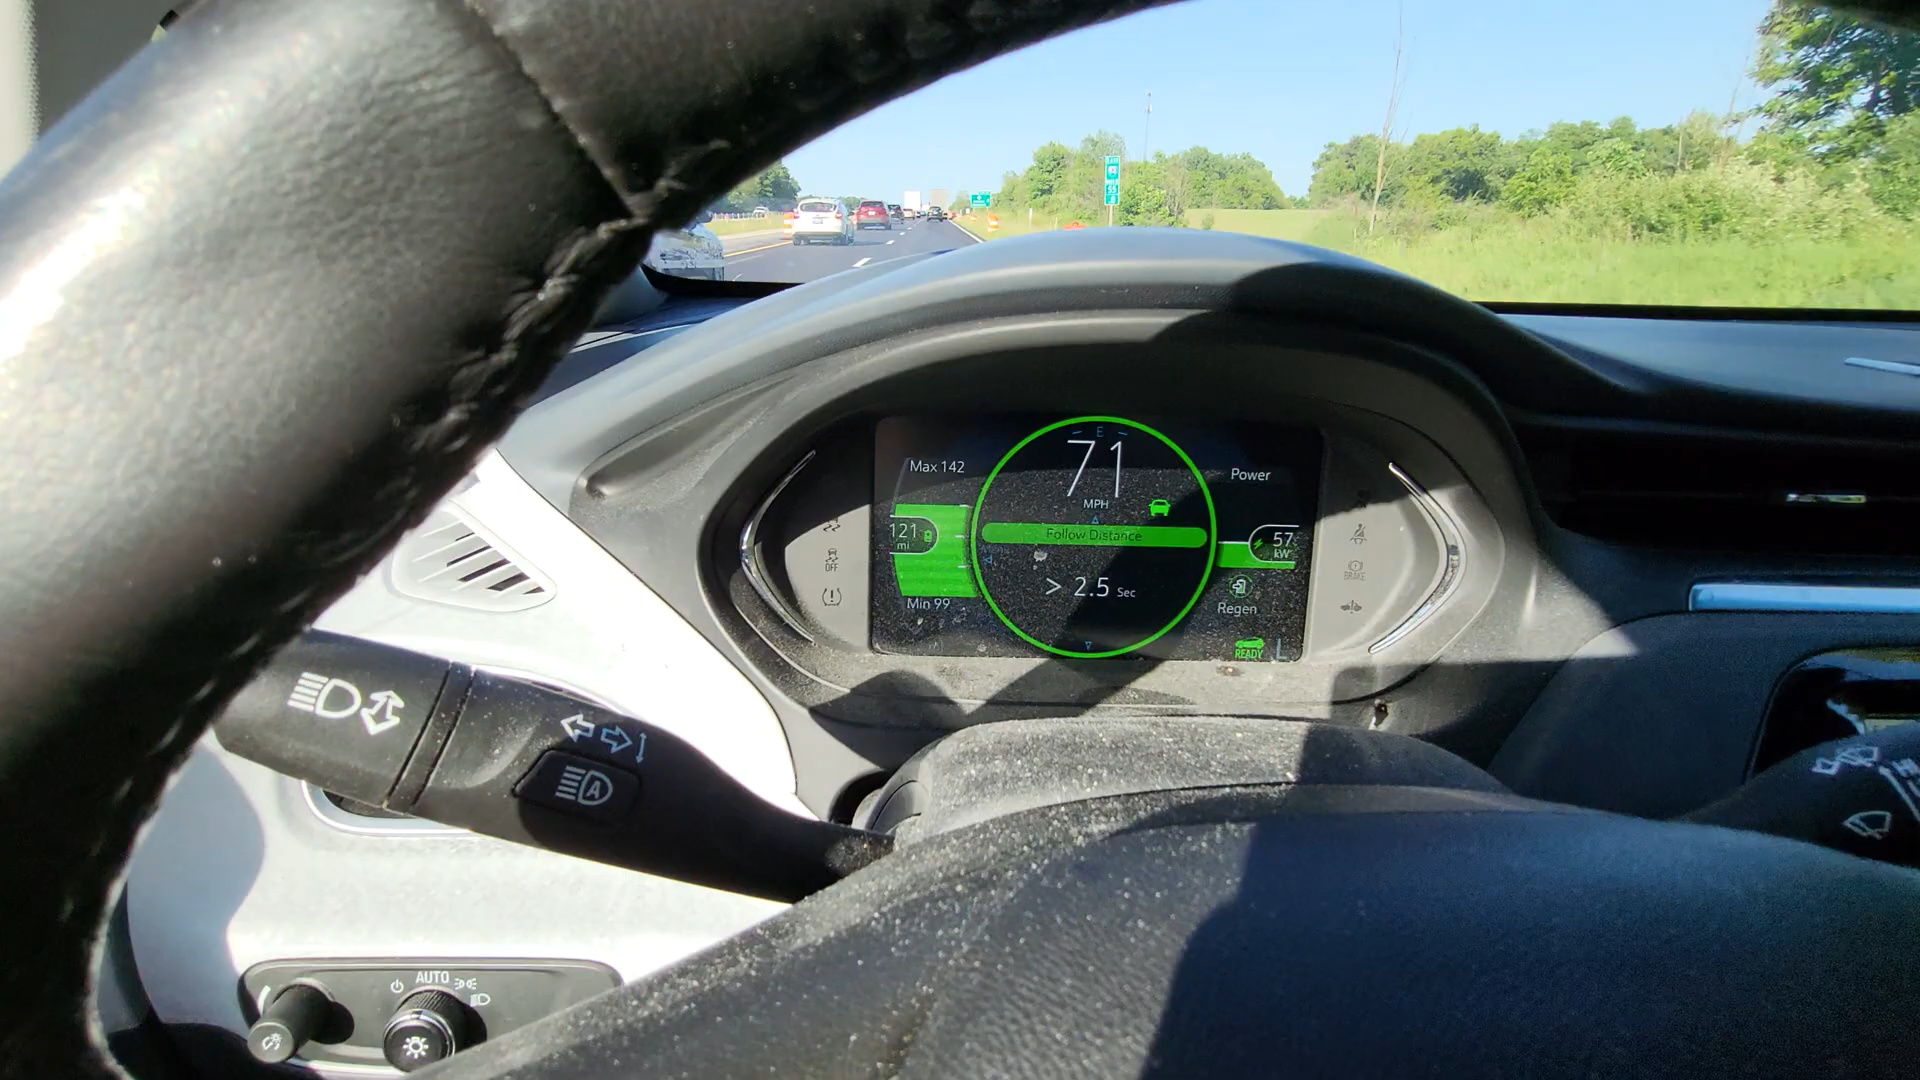 E
71
MPH
Max 142
121
mi
Min 99
Follow Distance
> 2.5 Sec
Power
57
kW
Regen
READY
L
OFF
BRAKE
A
AUTO